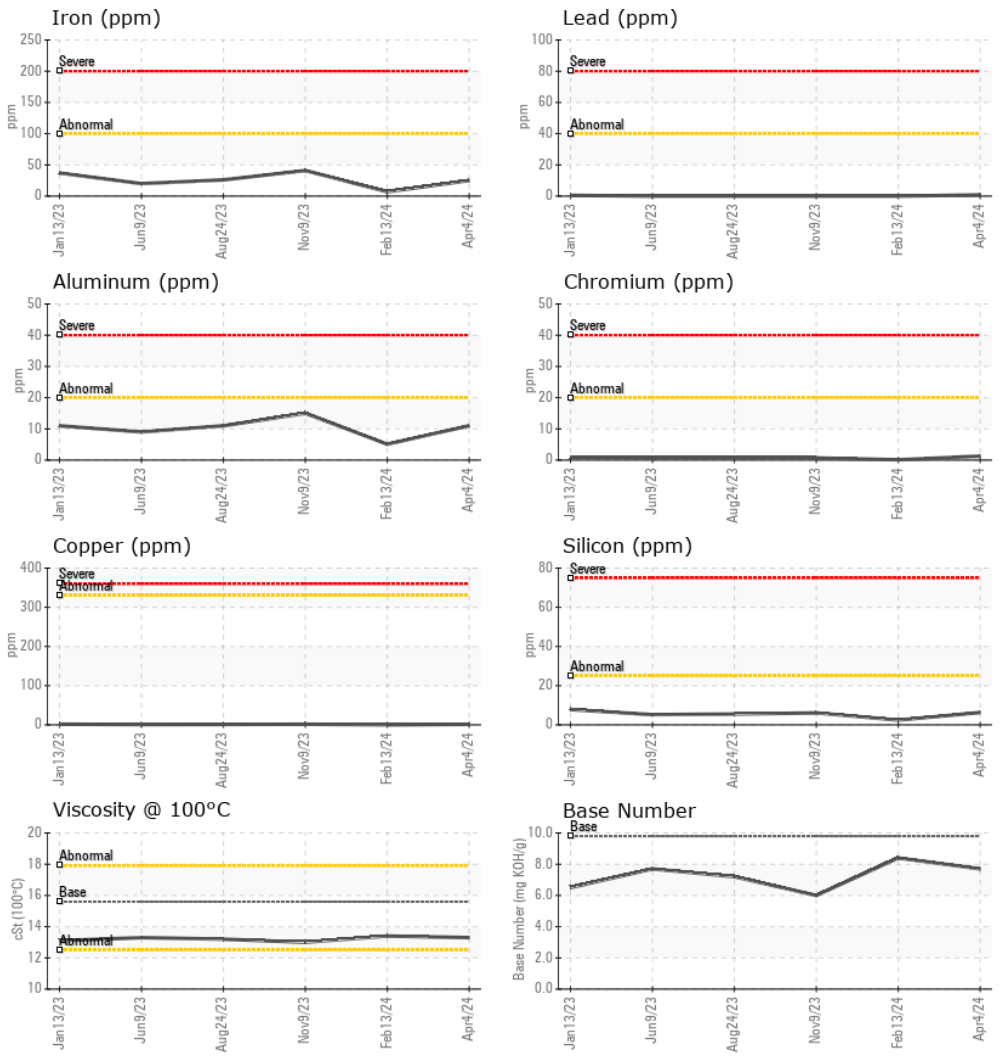 Iron (ppm)
250
200
150
100
50
0
ppm
Severe
Abnormal
Jan13/23
Jun9/23
Aug24/23
Nov9/23
Feb13/24
Apr4/24
Lead (ppm)
100
80
60
40
20
0
ppm
Severe
Abnormal
Jan13/23
Jun9/23
Aug24/23
Nov9/23
Feb13/24
Apr4/24
Aluminum (ppm)
50
40
30
20
10
0
ppm
Severe
Abnormal
Jan13/23
Jun9/23
Aug24/23
Nov9/23
Feb13/24
Apr4/24
Chromium (ppm)
50
40
30
20
10
0
ppm
Severe
Abnormal
Jan13/23
Jun9/23
Aug24/23
Nov9/23
Feb13/24
Apr4/24
Copper (ppm)
400
300
200
100
0
ppm
Severe
Abnormal
Jan13/23
Jun9/23
Aug24/23
Nov9/23
Feb13/24
Apr4/24
Silicon (ppm)
80
60
40
20
0
ppm
Severe
Abnormal
Jan13/23
Jun9/23
Aug24/23
Nov9/23
Feb13/24
Apr4/24
Viscosity @ 100°C
20
18
16
14
12
10
cSt (100°C)
Abnormal
Base
Abnormal
Jan13/23
Jun9/23
Aug24/23
Nov9/23
Feb13/24
Apr4/24
Base Number
10.0
8.0
6.0
4.0
2.0
0.0
Base Number (mg KOH/g)
Base
Jan13/23
Jun9/23
Aug24/23
Nov9/23
Feb13/24
Apr4/24